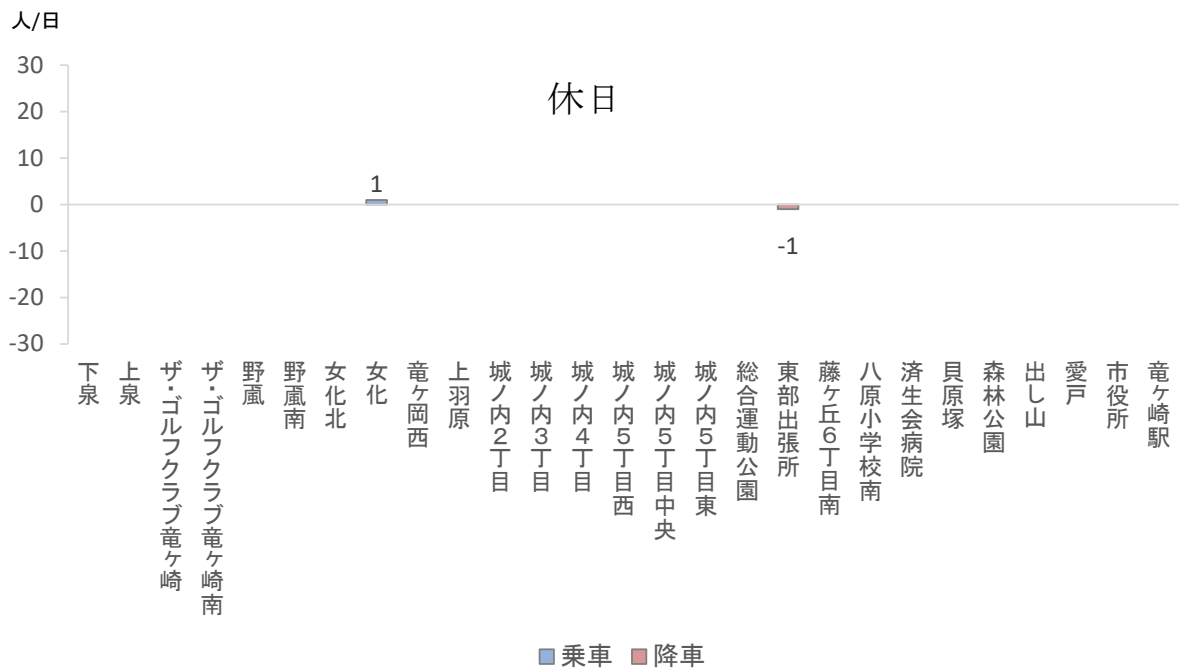 人/日
休日
30
20
10
0
-10
-20
-30
1
-1
下泉
上泉
ザ・ゴルフクラブ竜ヶ崎
ザ・ゴルフクラブ竜ヶ崎南
野颪
野颪南
女化北
女化
竜ヶ岡西
上羽原
城ノ内２丁目
城ノ内３丁目
城ノ内４丁目
城ノ内５丁目西
城ノ内５丁目中央
城ノ内５丁目東
総合運動公園
東部出張所
藤ヶ丘６丁目南
八原小学校南
済生会病院
貝原塚
森林公園
出し山
愛戸
市役所
竜ヶ崎駅
乗車 降車